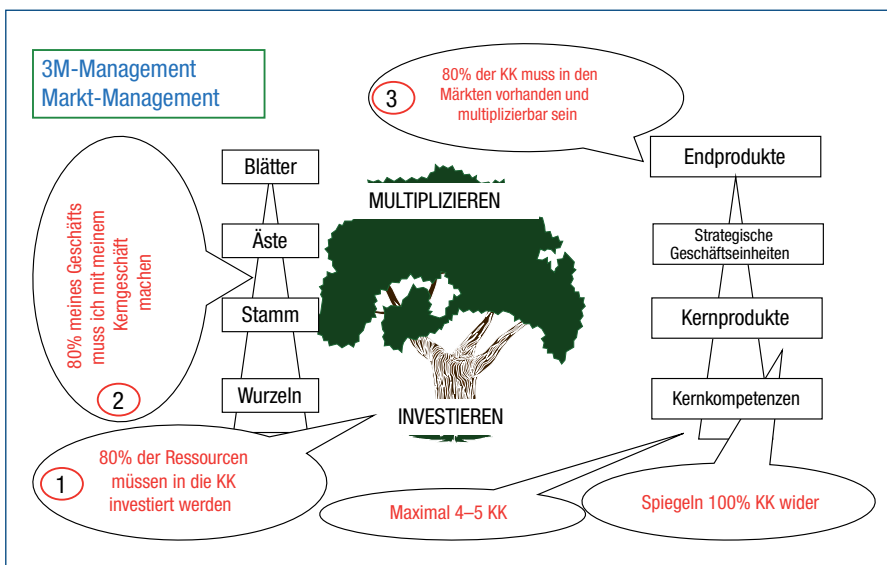 3M-Management
Markt-Management
3
80% der KK muss in den
Märkten vorhanden und
multiplizierbar sein
Blätter
MULTIPLIZIEREN
Endprodukte
80% meines Geschäfts
muss ich mit meinem
Kerngeschäft
machen
2
Äste
Strategische
Geschäftseinheiten
Stamm
Kernprodukte
Wurzeln
INVESTIEREN
Kernkompetenzen
1
80% der Ressourcen
müssen in die KK
investiert werden
Maximal 4–5 KK
Spiegeln 100% KK wider